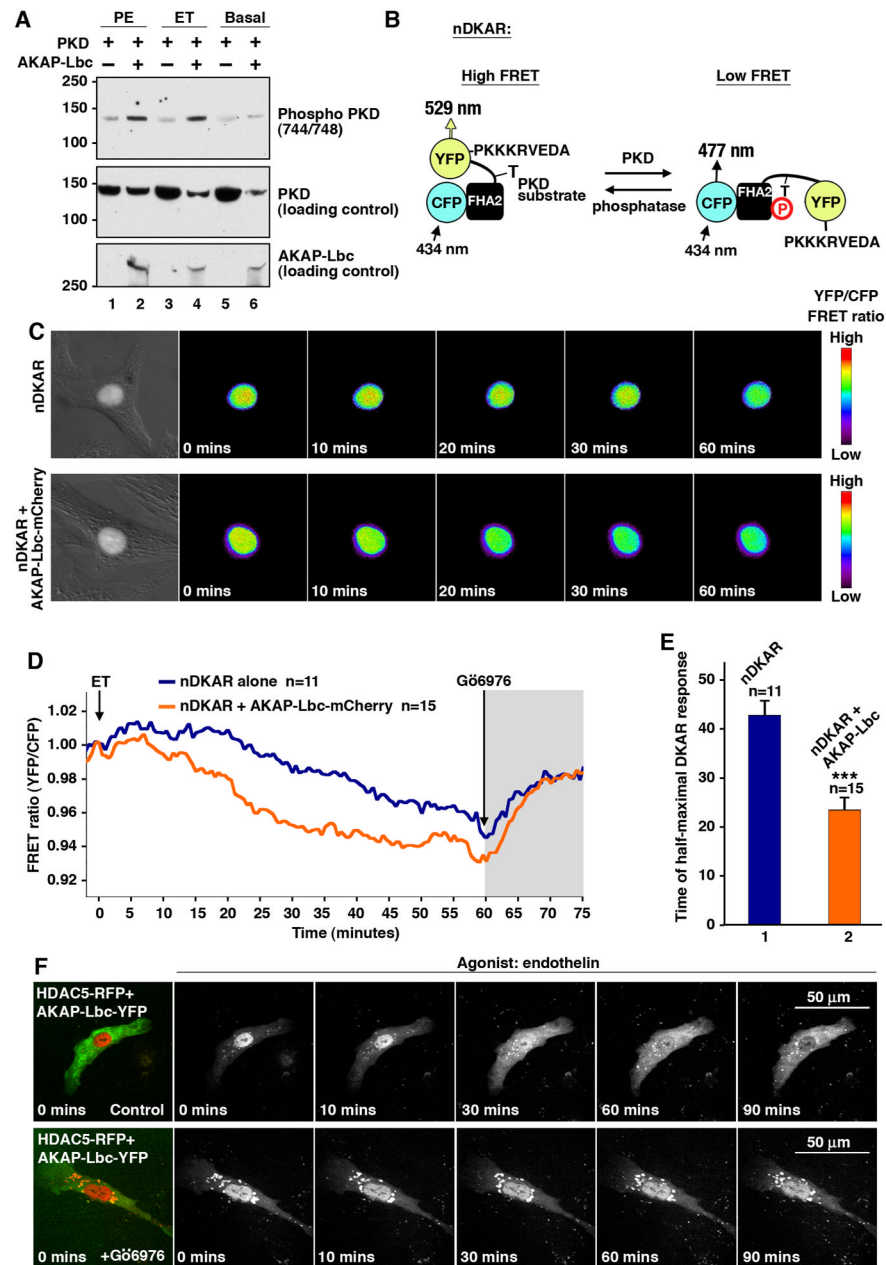 A
PE ET Basal
PKD + + + + + +
AKAP-Lbc − + − + − +
250
150
100
Phospho PKD
(744/748)
150
100
PKD
(loading control)
250
AKAP-Lbc
(loading control)
1 2 3 4 5 6
B
nDKAR:
High FRET
Low FRET
529 nm
YFP
-PKKKRVEDA
T
PKD
substrate
CFP
FHA2
434 nm
PKD
phosphatase
477 nm
CFP
FHA2
T
P
YFP
PKKKRVEDA
434 nm
C
YFP/CFP
FRET ratio
nDKAR
0 mins
10 mins
20 mins
30 mins
60 mins
High
Low
nDKAR +
AKAP-Lbc-mCherry
0 mins
10 mins
20 mins
30 mins
60 mins
High
Low
D
ET
nDKAR alone n=11
nDKAR + AKAP-Lbc-mCherry n=15
Gö6976
FRET ratio (YFP/CFP)
1.02
1.00
0.98
0.96
0.94
0.92
0 5 10 15 20 25 30 35 40 45 50 55 60 65 70 75
Time (minutes)
E
Time of half-maximal DKAR response
50
40
30
20
10
0
nDKAR
n=11
nDKAR +
AKAP-Lbc
***
n=15
1 2
F
Agonist: endothelin
HDAC5-RFP+
AKAP-Lbc-YFP
0 mins Control
0 mins
10 mins
30 mins
60 mins
50 µm
90 mins
HDAC5-RFP+
AKAP-Lbc-YFP
0 mins +Gö6976
0 mins
10 mins
30 mins
60 mins
50 µm
90 mins